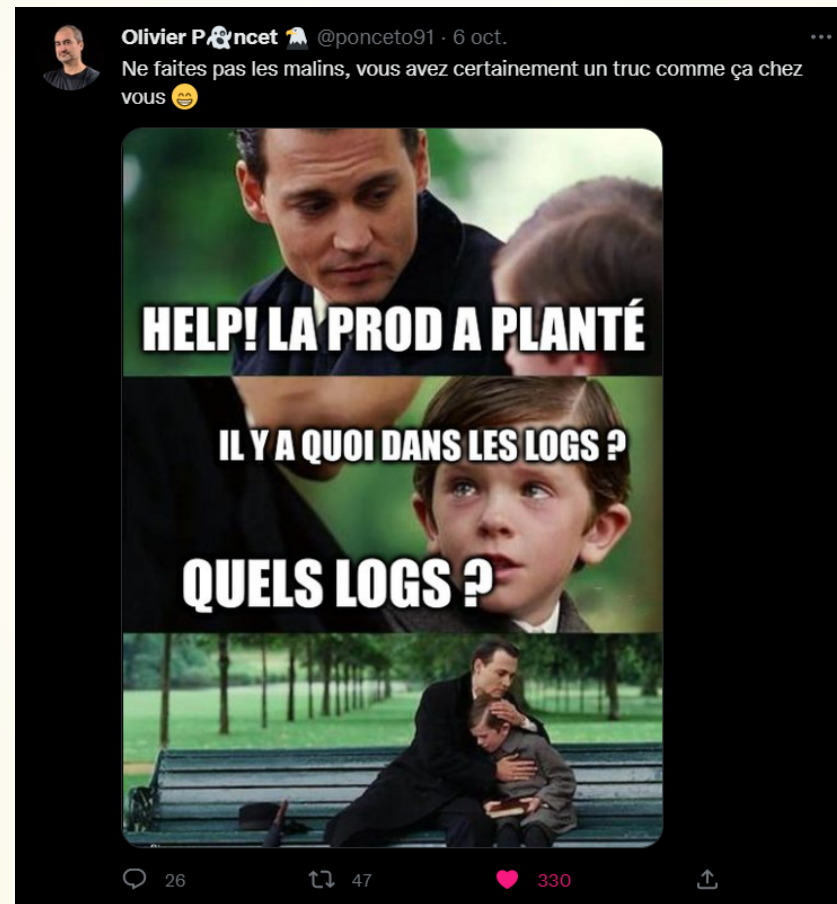 Olivier P👻ncet 🦅 @ponceto91 · 6 oct.
Ne faites pas les malins, vous avez certainement un truc comme ça chez
vous 😁
HELP! LA PROD A PLANTÉ
IL Y A QUOI DANS LES LOGS ?
QUELS LOGS ?
26 47 330